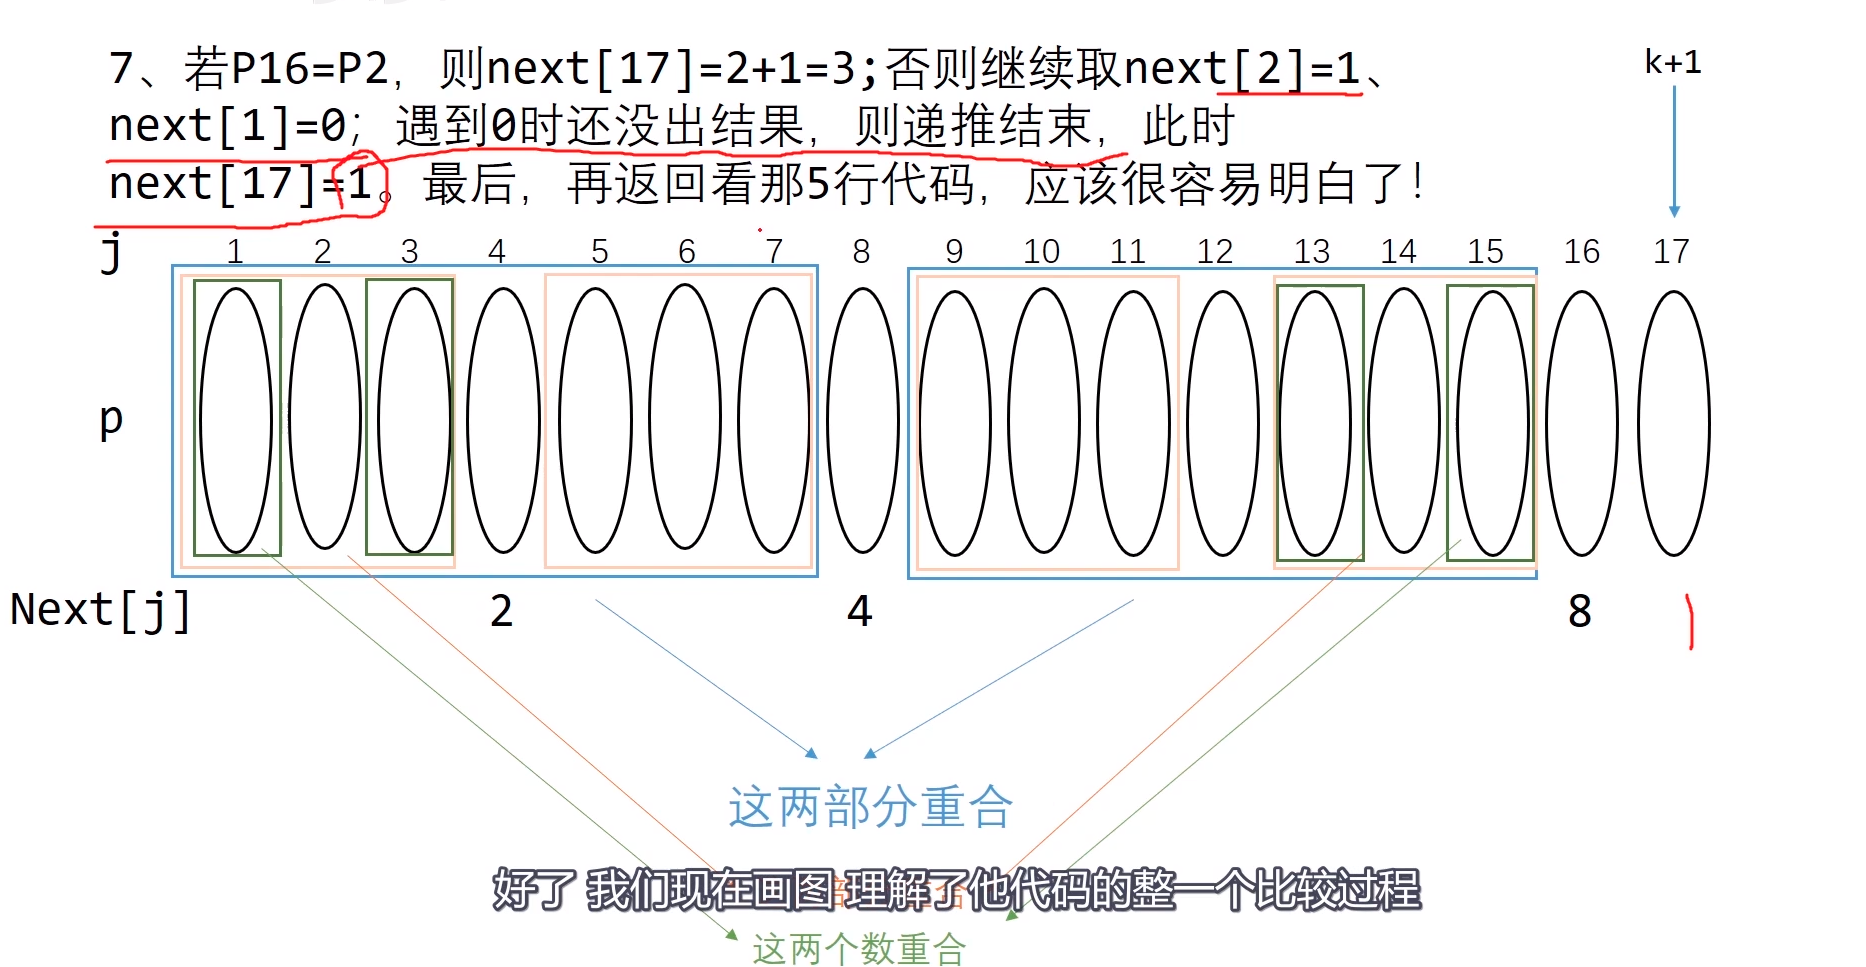 7、若P16=P2，则next[17]=2+1=3;否则继续取next[2]=1、
next[1]=0；遇到0时还没出结果，则递推结束，此时
next[17]=1。最后，再返回看那5行代码，应该很容易明白了！
k+1
j 1 2 3 4 5 6 7 8 9 10 11 12 13 14 15 16 17
p
Next[j] 2 4 8 1
这两部分重合
好了 我们现在画图 理解了他代码的整一个比较过程
这两个数重合